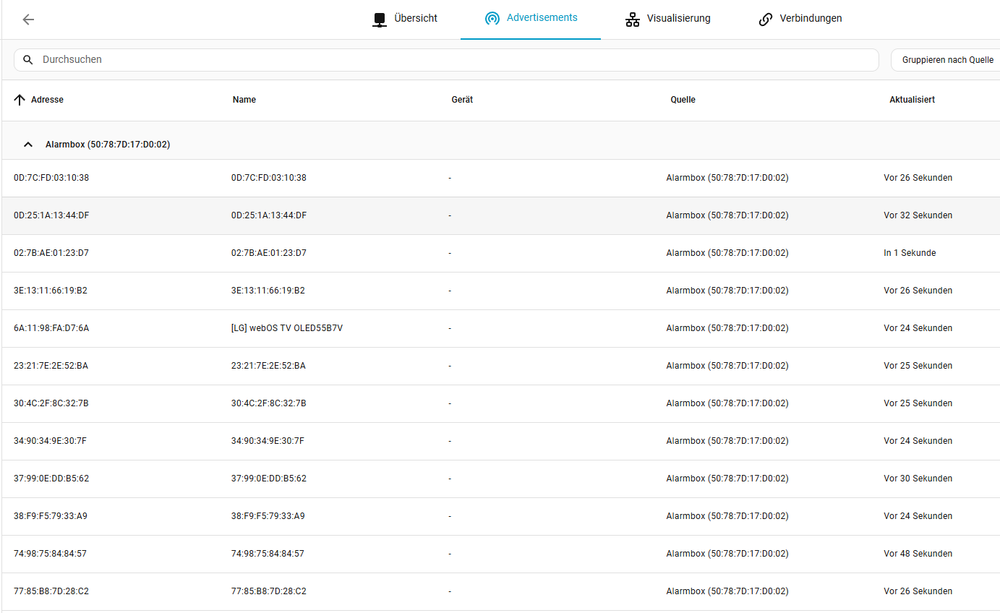 Übersicht Advertisements Visualisierung Verbindungen
Durchsuchen Gruppieren nach Quelle
Adresse Name Gerät Quelle Aktualisiert
Alarmbox (50:78:7D:17:D0:02)
0D:7C:FD:03:10:38 0D:7C:FD:03:10:38 - Alarmbox (50:78:7D:17:D0:02) Vor 26 Sekunden
0D:25:1A:13:44:DF 0D:25:1A:13:44:DF - Alarmbox (50:78:7D:17:D0:02) Vor 32 Sekunden
02:7B:AE:01:23:D7 02:7B:AE:01:23:D7 - Alarmbox (50:78:7D:17:D0:02) In 1 Sekunde
3E:13:11:66:19:B2 3E:13:11:66:19:B2 - Alarmbox (50:78:7D:17:D0:02) Vor 26 Sekunden
6A:11:98:FA:D7:6A [LG] webOS TV OLED55B7V - Alarmbox (50:78:7D:17:D0:02) Vor 24 Sekunden
23:21:7E:2E:52:BA 23:21:7E:2E:52:BA - Alarmbox (50:78:7D:17:D0:02) Vor 25 Sekunden
30:4C:2F:8C:32:7B 30:4C:2F:8C:32:7B - Alarmbox (50:78:7D:17:D0:02) Vor 25 Sekunden
34:90:34:9E:30:7F 34:90:34:9E:30:7F - Alarmbox (50:78:7D:17:D0:02) Vor 24 Sekunden
37:99:0E:DD:B5:62 37:99:0E:DD:B5:62 - Alarmbox (50:78:7D:17:D0:02) Vor 30 Sekunden
38:F9:F5:79:33:A9 38:F9:F5:79:33:A9 - Alarmbox (50:78:7D:17:D0:02) Vor 24 Sekunden
74:98:75:84:84:57 74:98:75:84:84:57 - Alarmbox (50:78:7D:17:D0:02) Vor 48 Sekunden
77:85:B8:7D:28:C2 77:85:B8:7D:28:C2 - Alarmbox (50:78:7D:17:D0:02) Vor 26 Sekunden